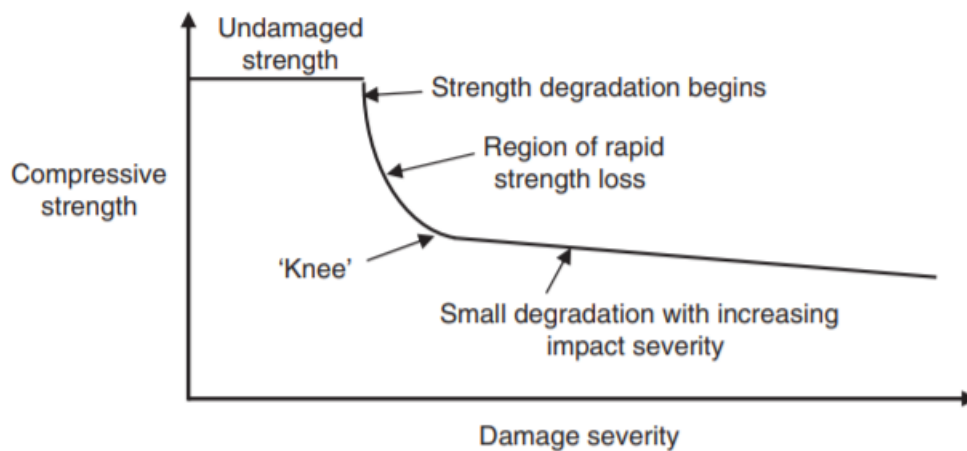 Undamaged
strength
Strength degradation begins
Region of rapid
strength loss
Compressive
strength
‘Knee’
Small degradation with increasing
impact severity
Damage severity